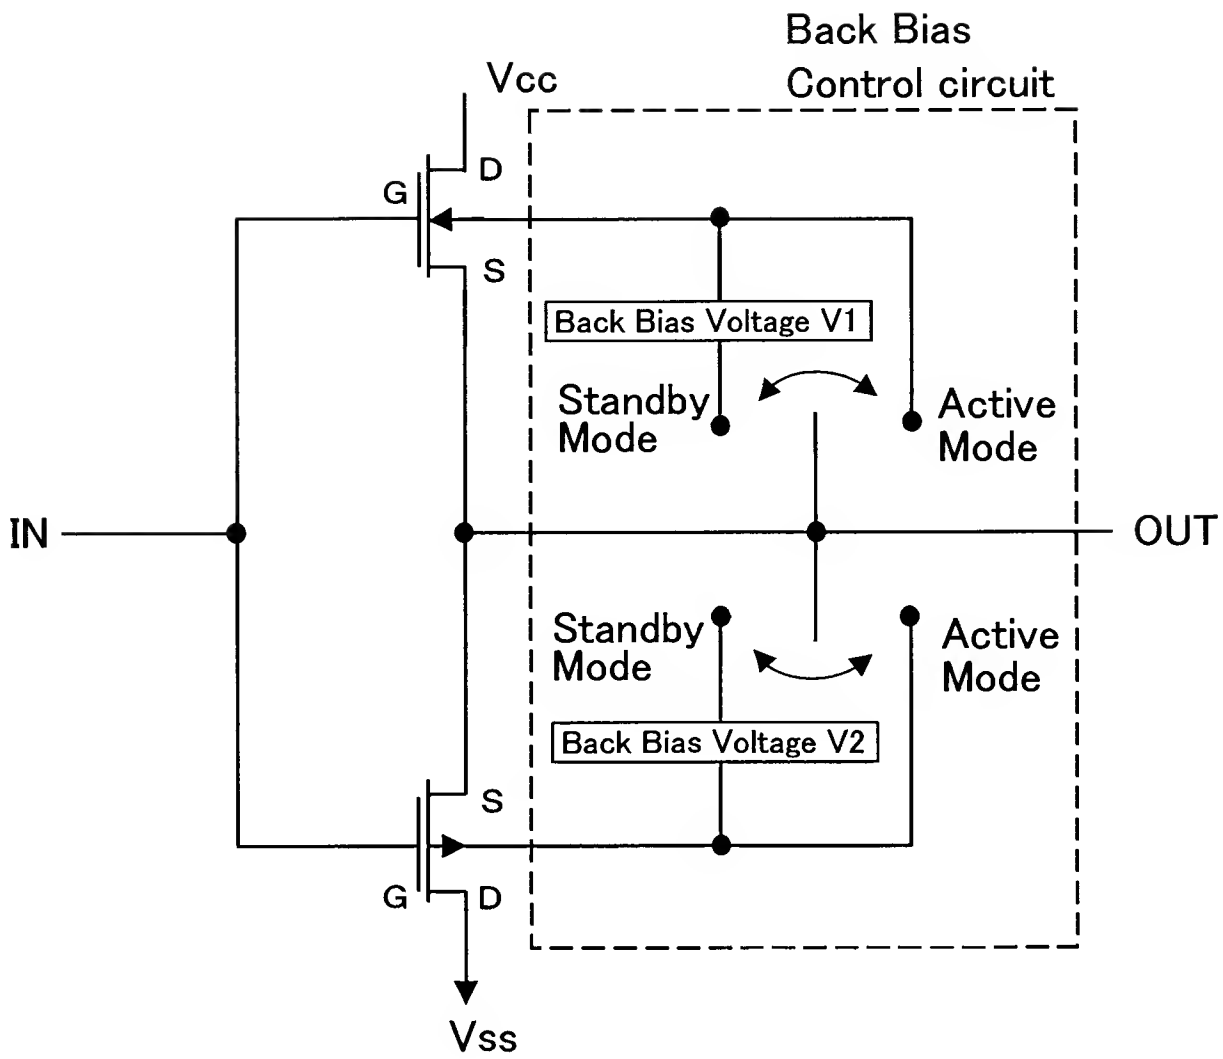 Back Bias
Control circuit
Vcc
D
G
S
Back Bias Voltage V1
Standby
Mode
Active
Mode
IN
OUT
Standby
Mode
Active
Mode
Back Bias Voltage V2
S
G
D
Vss